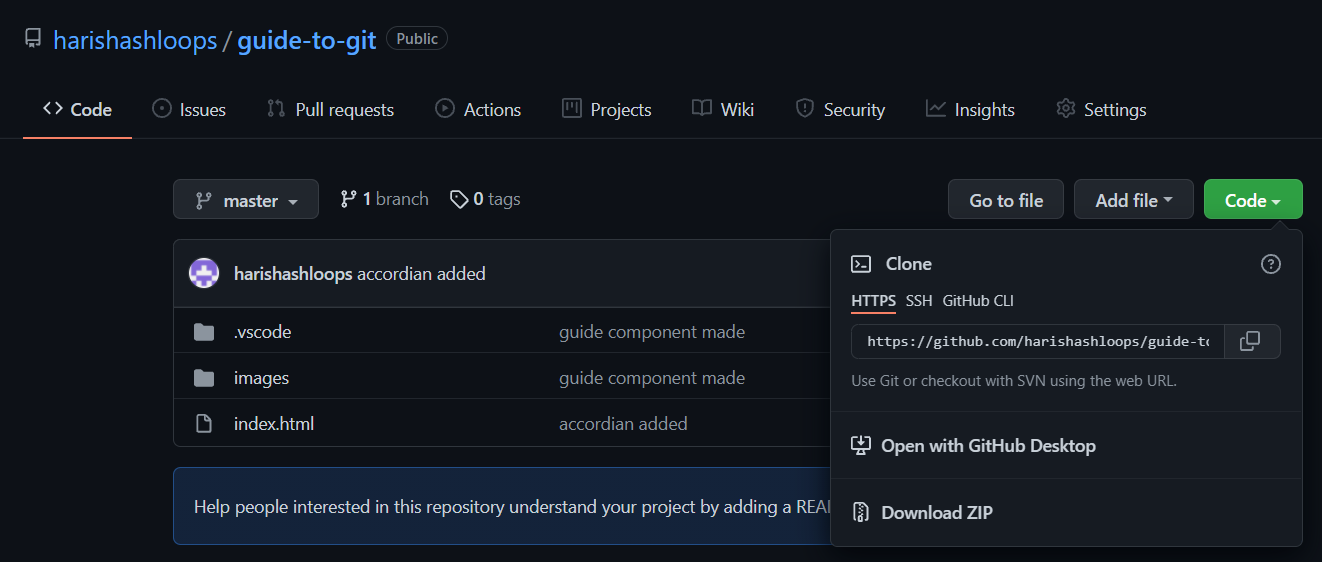 harishashloops / guide-to-git Public
Code Issues Pull requests Actions Projects Wiki Security Insights Settings
master 1 branch 0 tags Go to file Add file Code
harishashloops accordian added
.vscode guide component made
images guide component made
index.html accordian added
Help people interested in this repository understand your project by adding a
Clone
HTTPS SSH GitHub CLI
https://github.com/harishashloops/guide-to
Use Git or checkout with SVN using the web URL.
Open with GitHub Desktop
Download ZIP